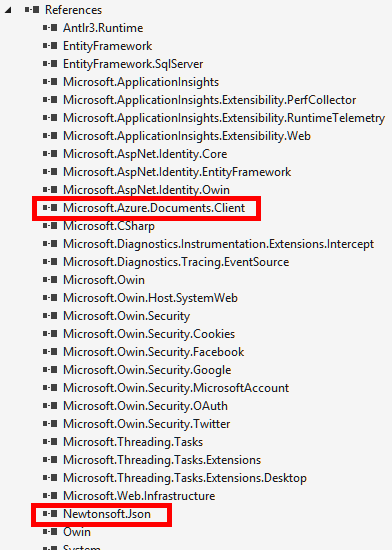 References
Antlr3.Runtime
EntityFramework
EntityFramework.SqlServer
Microsoft.ApplicationInsights
Microsoft.ApplicationInsights.Extensibility.PerfCollector
Microsoft.ApplicationInsights.Extensibility.RuntimeTelemetry
Microsoft.ApplicationInsights.Extensibility.Web
Microsoft.AspNet.Identity.Core
Microsoft.AspNet.Identity.EntityFramework
Microsoft.AspNet.Identity.Owin
Microsoft.Azure.Documents.Client
Microsoft.CSharp
Microsoft.Diagnostics.Instrumentation.Extensions.Intercept
Microsoft.Diagnostics.Tracing.EventSource
Microsoft.Owin
Microsoft.Owin.Host.SystemWeb
Microsoft.Owin.Security
Microsoft.Owin.Security.Cookies
Microsoft.Owin.Security.Facebook
Microsoft.Owin.Security.Google
Microsoft.Owin.Security.MicrosoftAccount
Microsoft.Owin.Security.OAuth
Microsoft.Owin.Security.Twitter
Microsoft.Threading.Tasks
Microsoft.Threading.Tasks.Extensions
Microsoft.Threading.Tasks.Extensions.Desktop
Microsoft.Web.Infrastructure
Newtonsoft.Json
Owin
System